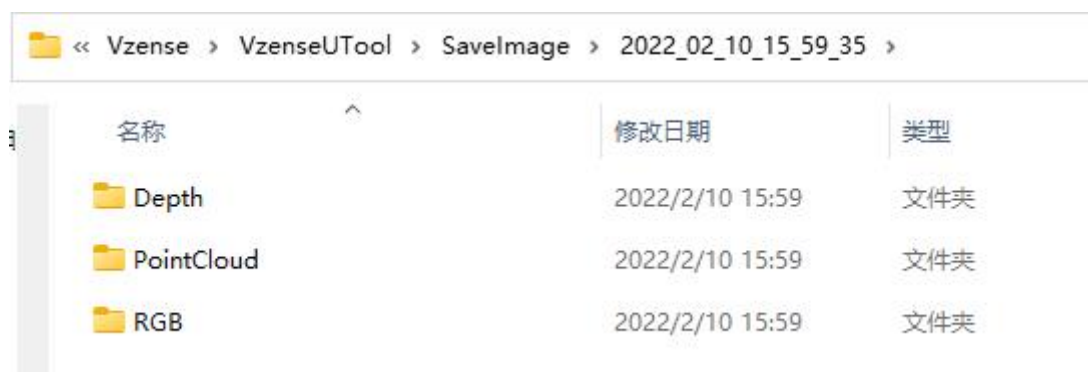 « Vzense › VzenseUTool › SaveImage › 2022_02_10_15_59_35 ›
名称 修改日期 类型
Depth 2022/2/10 15:59 文件夹
PointCloud 2022/2/10 15:59 文件夹
RGB 2022/2/10 15:59 文件夹